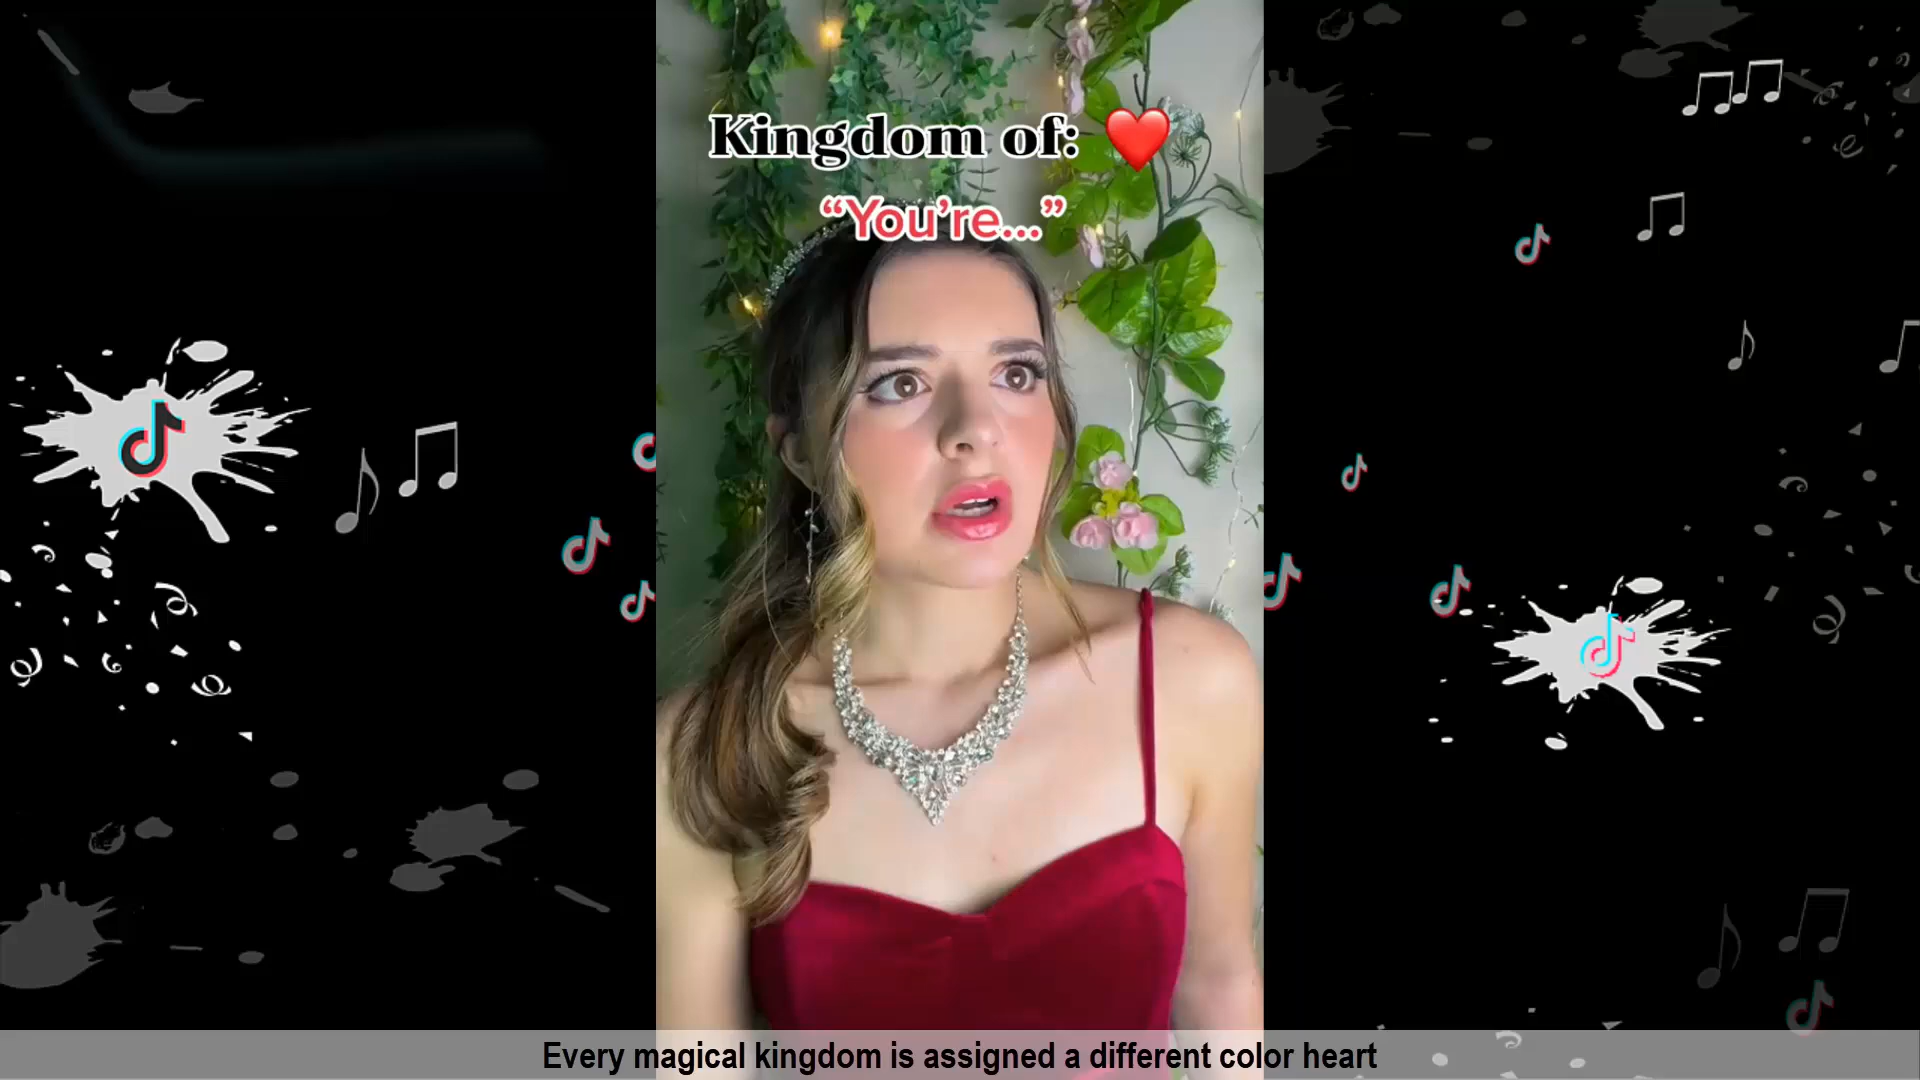 Kingdom of: ❤️
“You’re...”
Every magical kingdom is assigned a different color heart